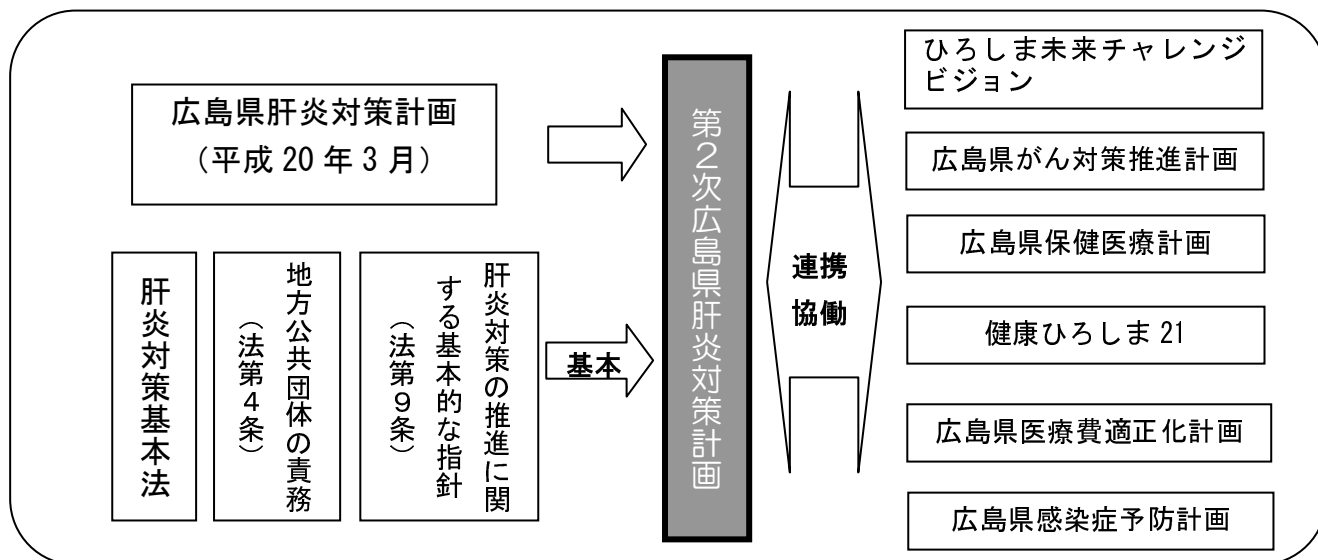 広島県肝炎対策計画
（平成 20 年 3 月）
肝炎対策基本法
地方公共団体の責務
（法第４条）
肝炎対策の推進に関
する基本的な指針
（法第９条）
基本
第２次広島県肝炎対策計画
連携
協働
ひろしま未来チャレンジ
ビジョン
広島県がん対策推進計画
広島県保健医療計画
健康ひろしま 21
広島県医療費適正化計画
広島県感染症予防計画